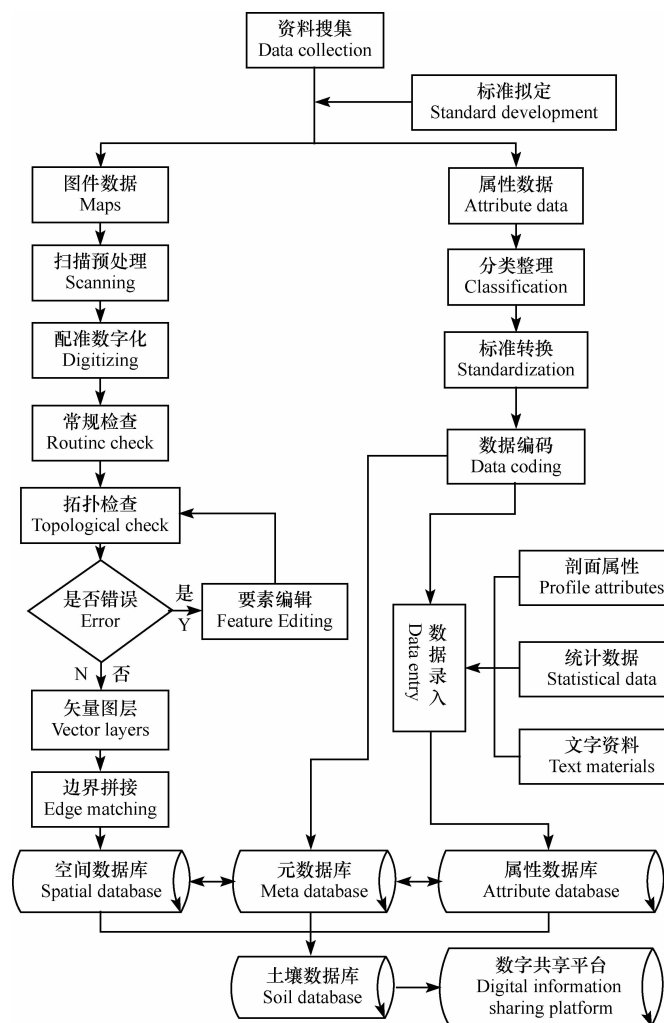 资料搜集
Data collection
标准拟定
Standard development
图件数据
Maps
属性数据
Attribute data
扫描预处理
Scanning
分类整理
Classification
配准数字化
Digitizing
标准转换
Standardization
常规检查
Routinc check
数据编码
Data coding
拓扑检查
Topological check
是否错误
Error
是
Y
要素编辑
Feature Editing
N 否
数据录入
Data entry
剖面属性
Profile attributes
统计数据
Statistical data
文字资料
Text materials
矢量图层
Vector layers
边界拼接
Edge matching
空间数据库
Spatial database
元数据库
Meta database
属性数据库
Attribute database
土壤数据库
Soil database
数字共享平台
Digital information
sharing platform